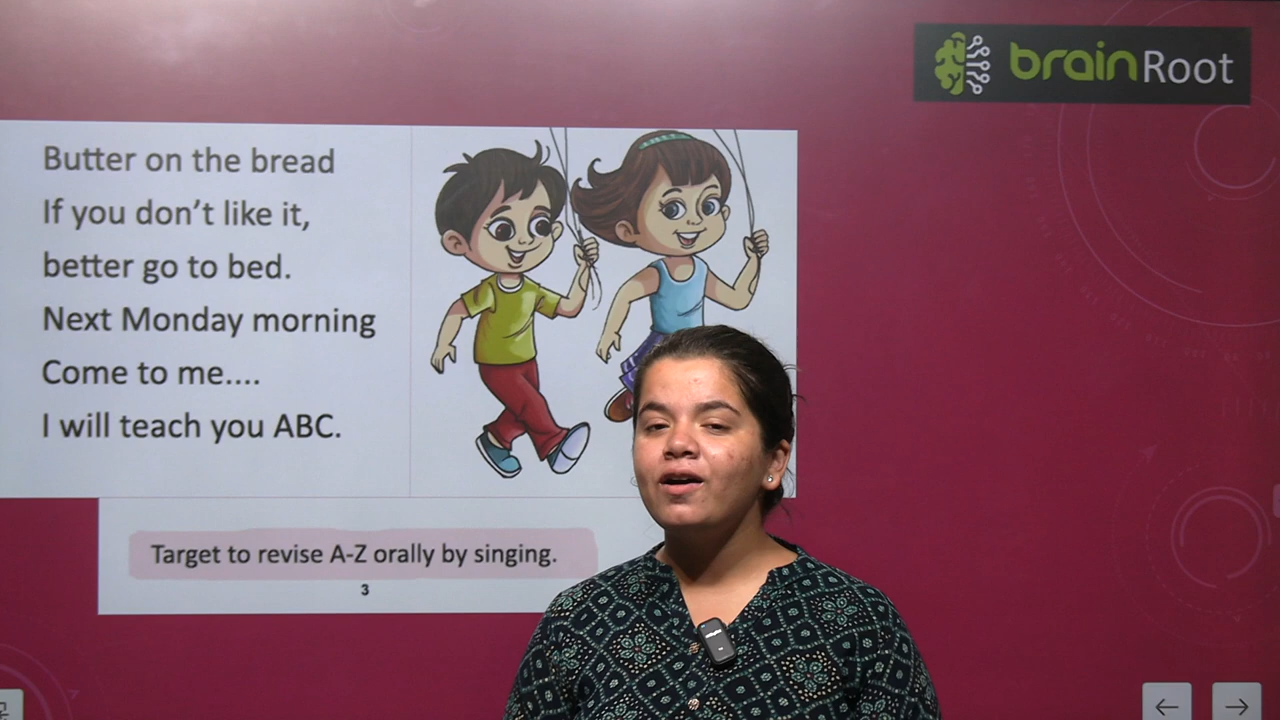 brainRoot
Butter on the bread
If you don't like it,
better go to bed.
Next Monday morning
Come to me....
I will teach you ABC.
Target to revise A-Z orally by singing.
3